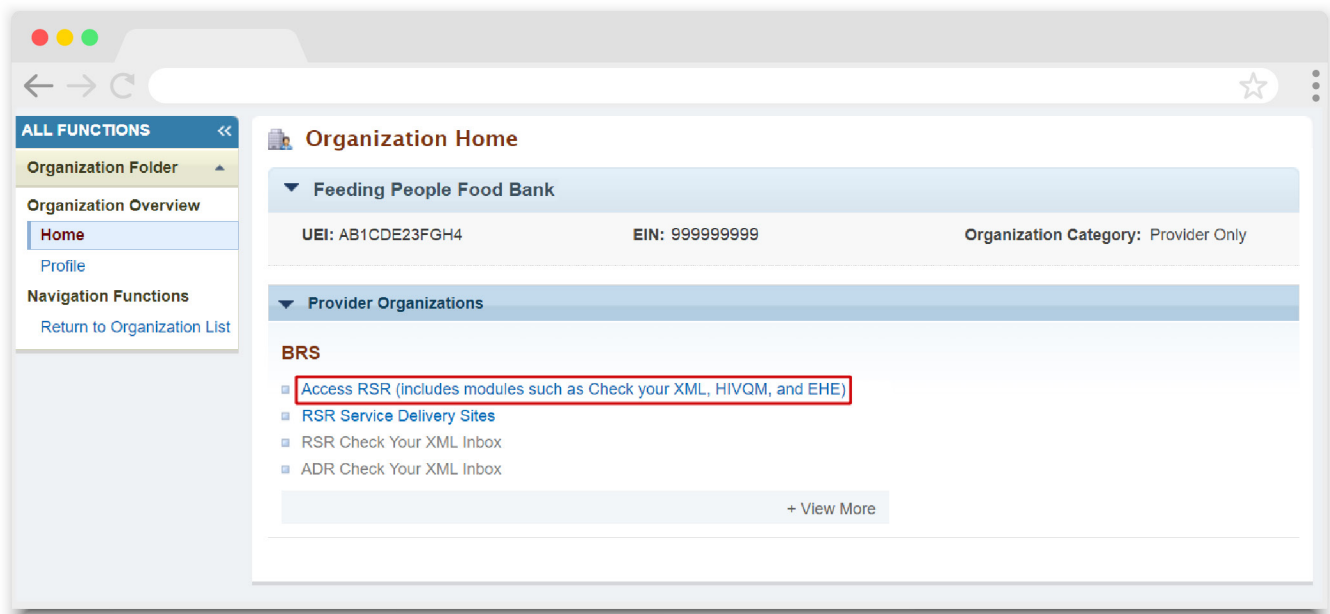 ALL FUNCTIONS
Organization Folder
Organization Overview
Home
Profile
Navigation Functions
Return to Organization List
Organization Home
Feeding People Food Bank
UEI: AB1CDE23FGH4 EIN: 999999999 Organization Category: Provider Only
Provider Organizations
BRS
Access RSR (includes modules such as Check your XML, HIVQM, and EHE)
RSR Service Delivery Sites
RSR Check Your XML Inbox
ADR Check Your XML Inbox
+ View More